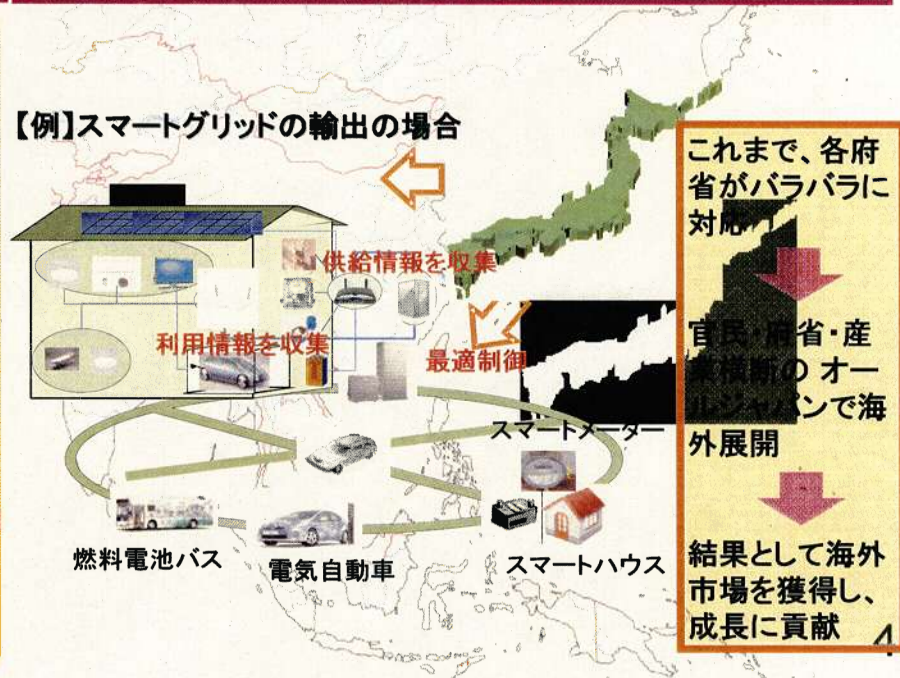 【例】スマートグリッドの輸出の場合
供給情報を収集
利用情報を収集
最適制御
スマートメーター
燃料電池バス
電気自動車
スマートハウス
これまで、各府
省がバラバラに
対応
官民・府省・産
業横断の オー
ルジャパンで海
外展開
結果として海外
市場を獲得し、
成長に貢献
4